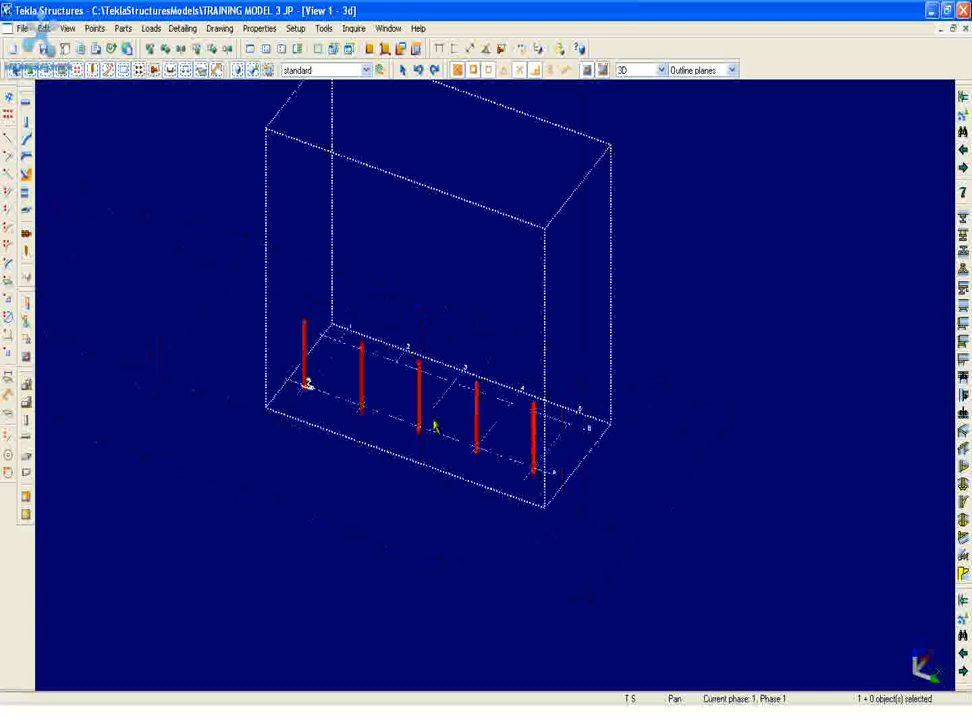 Tekla Structures - C:\TeklaStructuresModels\TRAINING MODEL 3 JP - [View 1 - 3d]
File Edit View Points Parts Loads Detailing Drawing Properties Setup Tools Inquire Window Help
standard 3D Outline planes
1
2
3
4
5
B
A
T S Pan Current phase: 1, Phase 1 1 + 0 object(s) selected